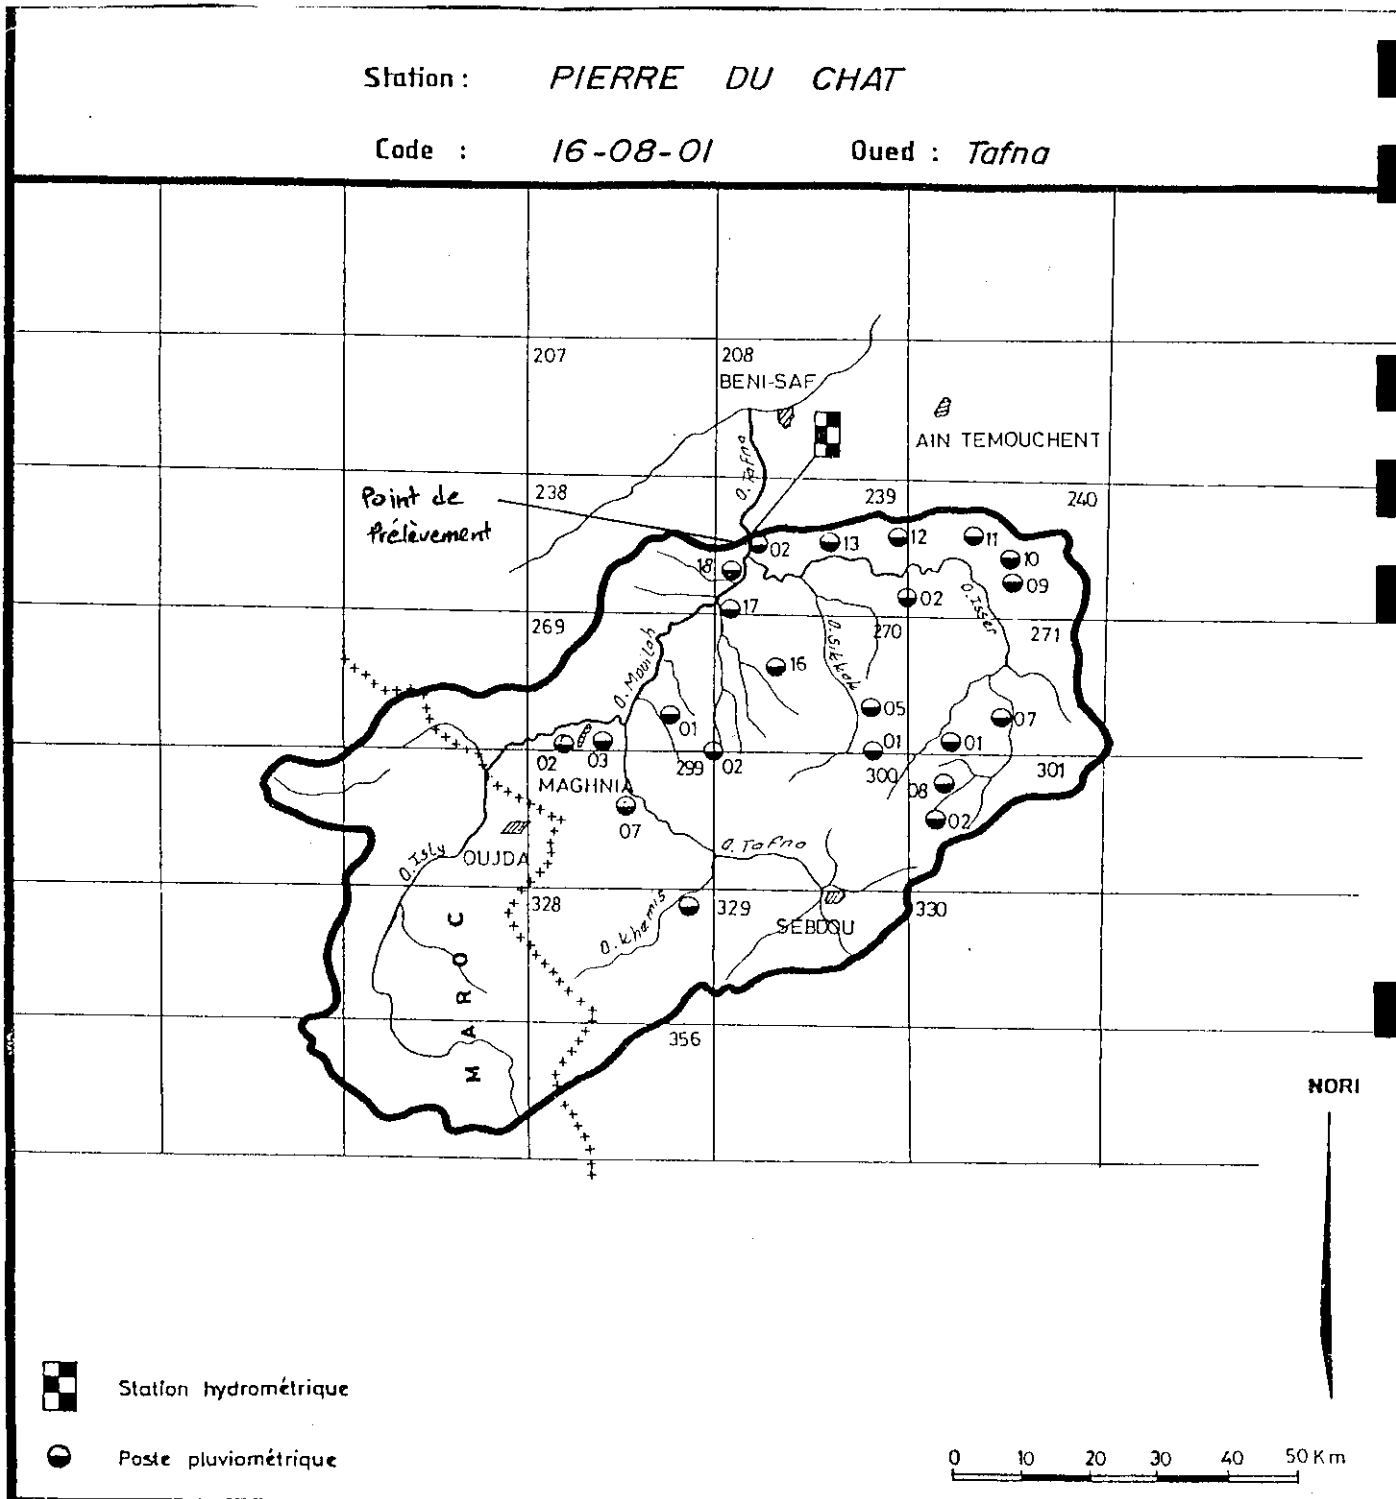 Station : PIERRE DU CHAT
Code : 16-08-01 Oued : Tafna
207 208
BENI-SAF
AIN TEMOUCHENT
O. Tafna
238 239 240
Point de
Prélèvement
02 13 12 11
10
18
09
17 02
O. Isser
269 270 271
O. Mouilah
O. Sikkak
16
05
01 07
02 03 299 02 01 300 01 301
MAGHNIA
08
07 02
O. Tafna
OUJDA
O. Isly
328 329 330
O. Khemis
SEBDOU
MAROC
356
NORI
Station hydrométrique
Poste pluviométrique
0 10 20 30 40 50 Km